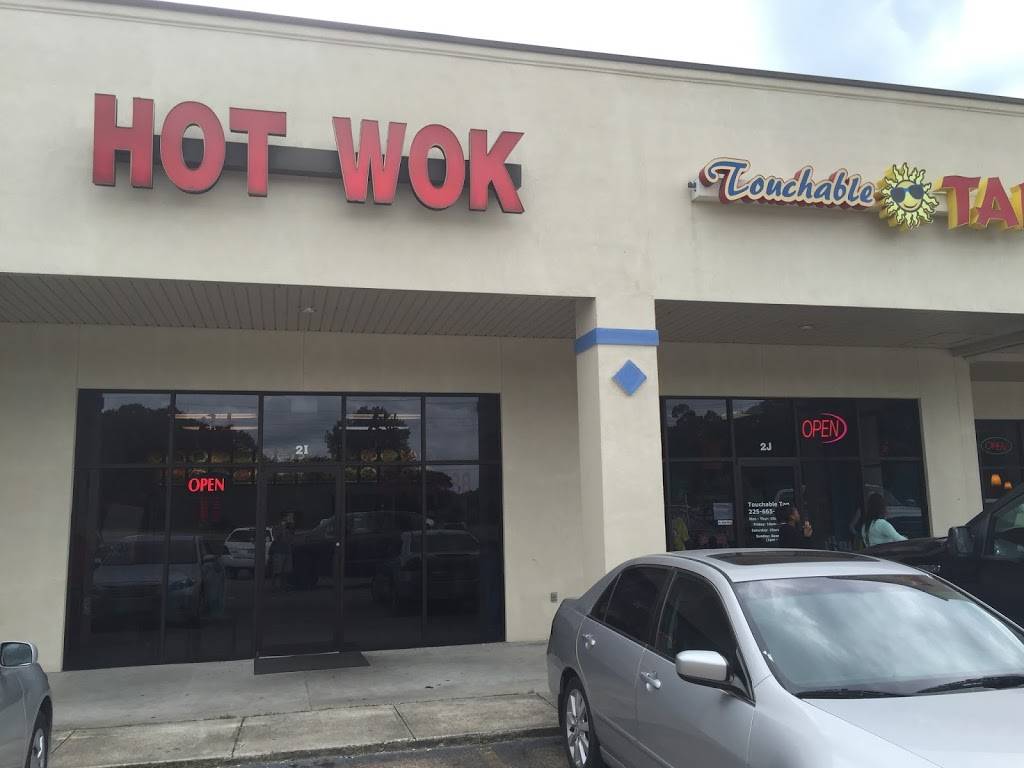 HOT WOK
Touchable TA
2I
OPEN
2J
OPEN
OPEN
Touchable Tan
225-665-